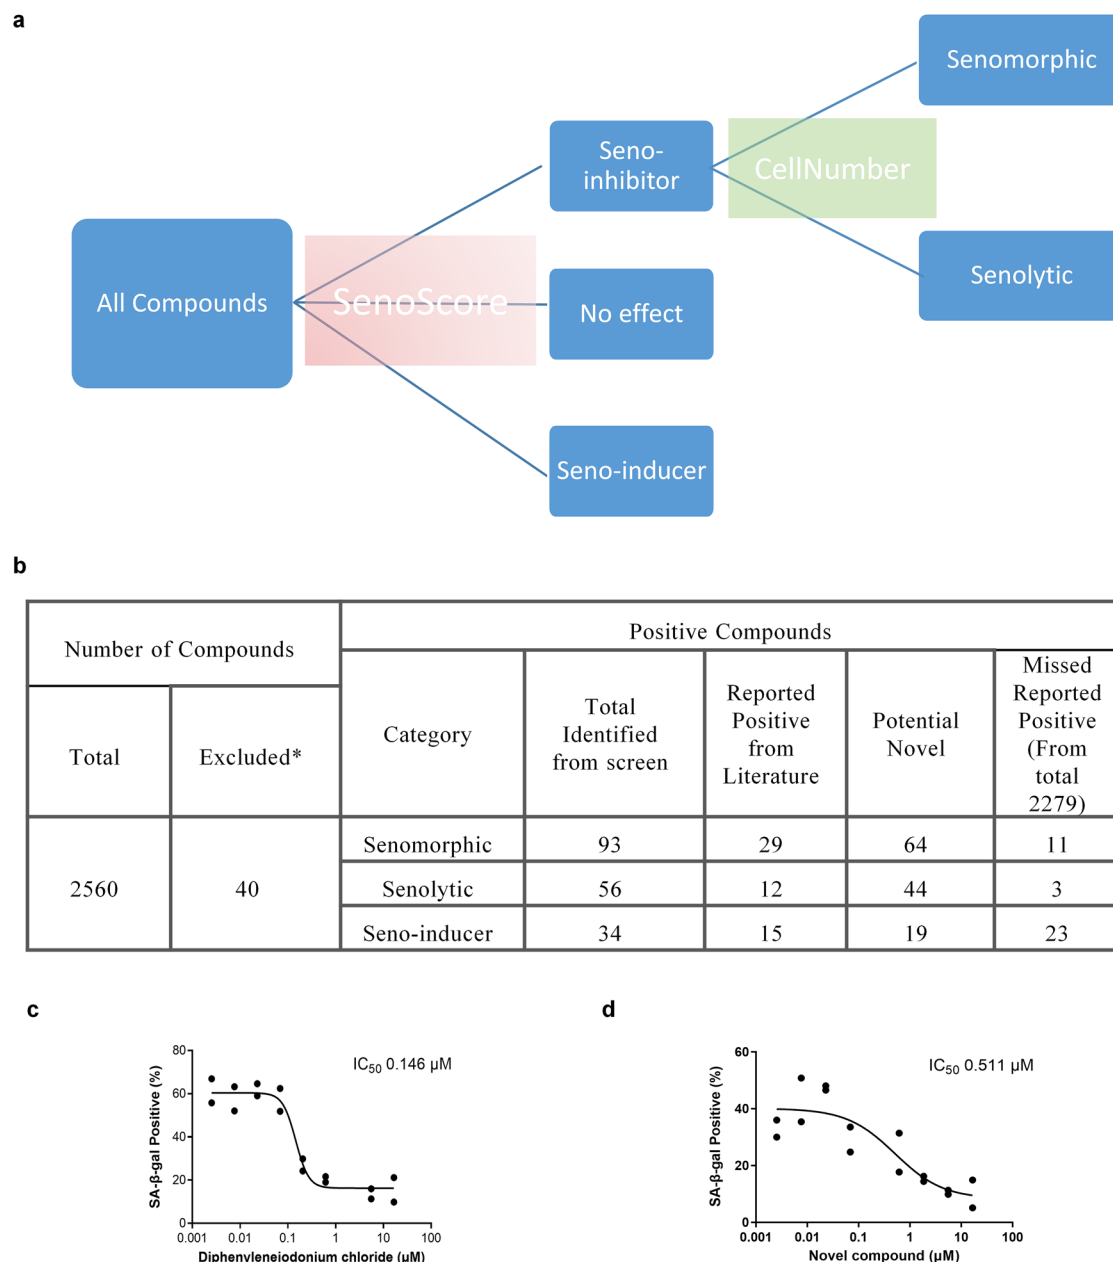 a
Senomorphic
Seno-
inhibitor
CellNumber
All Compounds
SenoScore
No effect
Senolytic
Seno-inducer
b
Number of Compounds
Positive Compounds
Total
Excluded*
Category
Total
Identified
from screen
Reported
Positive
from
Literature
Potential
Novel
Missed
Reported
Positive
(From
total
2279)
2560
40
Senomorphic
93
29
64
11
Senolytic
56
12
44
3
Seno-inducer
34
15
19
23
c
IC50 0.146 µM
SA-β-gal Positive (%)
80
60
40
20
0
0.001
0.01
0.1
1
10
100
Diphenyleneiodonium chloride (µM)
d
IC50 0.511 µM
SA-β-gal Positive (%)
60
40
20
0
0.001
0.01
0.1
1
10
100
Novel compound (µM)